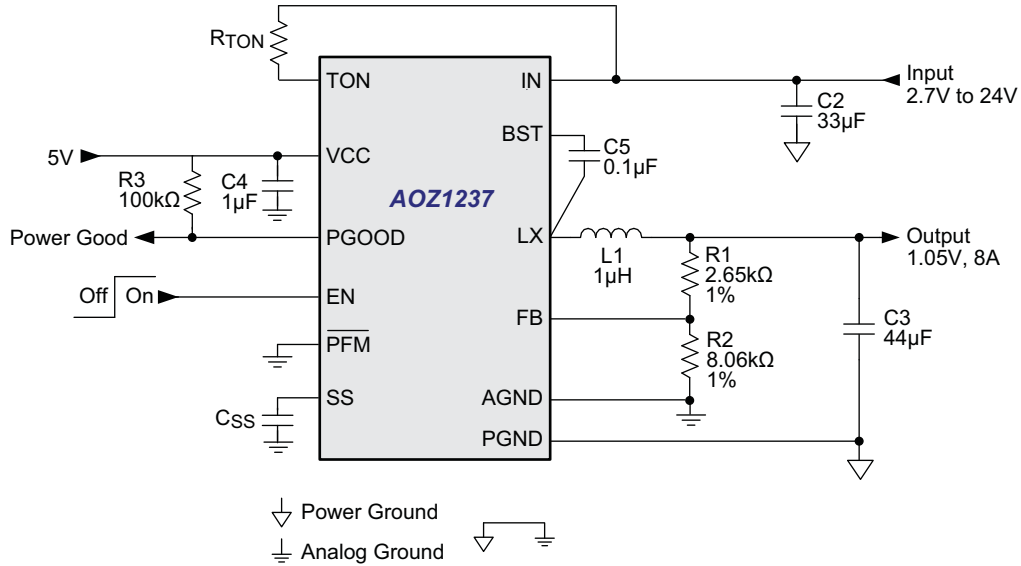 RTON
TON
IN
Input
2.7V to 24V
C2
33µF
BST
C5
0.1µF
5V
VCC
R3
100kΩ
C4
1µF
AOZ1237
Power Good
PGOOD
LX
L1
1µH
Output
1.05V, 8A
R1
2.65kΩ
1%
Off
On
EN
FB
C3
44µF
PFM
R2
8.06kΩ
1%
SS
CSS
AGND
PGND
Power Ground
Analog Ground